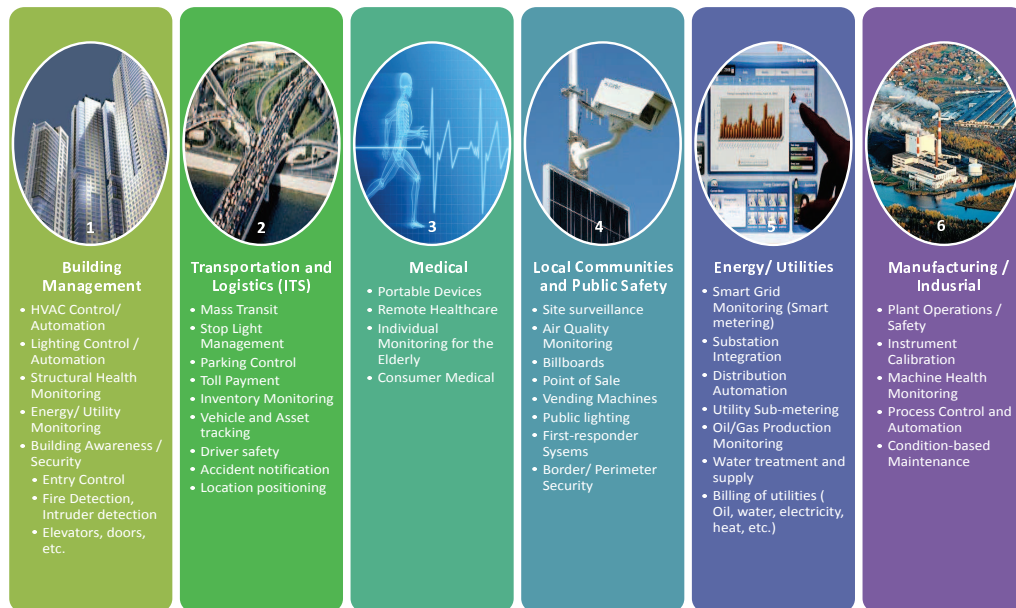 1
Building
Management
• HVAC Control/
Automation
• Lighting Control /
Automation
• Structural Health
Monitoring
• Energy/ Utility
Monitoring
• Building Awareness /
Security
• Entry Control
• Fire Detection,
Intruder detection
• Elevators, doors,
etc.
2
Transportation and
Logistics (ITS)
• Mass Transit
• Stop Light
Management
• Parking Control
• Toll Payment
• Inventory Monitoring
• Vehicle and Asset
tracking
• Driver safety
• Accident notification
• Location positioning
3
Medical
• Portable Devices
• Remote Healthcare
• Individual
Monitoring for the
Elderly
• Consumer Medical
4
Local Communities
and Public Safety
• Site surveillance
• Air Quality
Monitoring
• Billboards
• Point of Sale
• Vending Machines
• Public lighting
• First-responder
Sysems
• Border/ Perimeter
Security
5
Energy/ Utilities
• Smart Grid
Monitoring (Smart
metering)
• Substation
Integration
• Distribution
Automation
• Utility Sub-metering
• Oil/Gas Production
Monitoring
• Water treatment and
supply
• Billing of utilities (
Oil, water, electricity,
heat, etc.)
6
Manufacturing /
Indusrial
• Plant Operations /
Safety
• Instrument
Calibration
• Machine Health
Monitoring
• Process Control and
Automation
• Condition-based
Maintenance